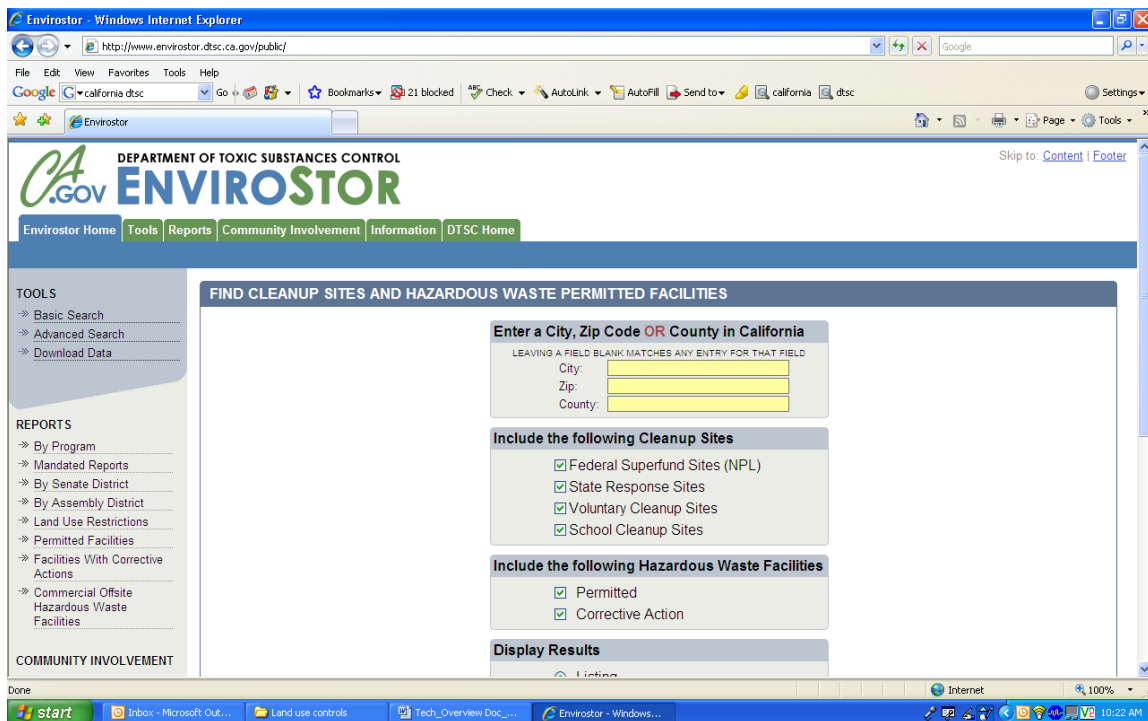 Envirostor - Windows Internet Explorer
http://www.envirostor.dtsc.ca.gov/public/
Google
File Edit View Favorites Tools Help
Google G california dtsc Go Bookmarks 21 blocked ABC Check AutoLink AutoFill Send to california dtsc Settings
Envirostor Page Tools
Skip to: Content | Footer
CA.GOV DEPARTMENT OF TOXIC SUBSTANCES CONTROL
ENVIROSTOR
Envirostor Home Tools Reports Community Involvement Information DTSC Home
TOOLS
Basic Search
Advanced Search
Download Data
REPORTS
By Program
Mandated Reports
By Senate District
By Assembly District
Land Use Restrictions
Permitted Facilities
Facilities With Corrective
Actions
Commercial Offsite
Hazardous Waste
Facilities
COMMUNITY INVOLVEMENT
FIND CLEANUP SITES AND HAZARDOUS WASTE PERMITTED FACILITIES
Enter a City, Zip Code OR County in California
LEAVING A FIELD BLANK MATCHES ANY ENTRY FOR THAT FIELD
City:
Zip:
County:
Include the following Cleanup Sites
Federal Superfund Sites (NPL)
State Response Sites
Voluntary Cleanup Sites
School Cleanup Sites
Include the following Hazardous Waste Facilities
Permitted
Corrective Action
Display Results
Listing
Done Internet 100%
start Inbox - Microsoft Out... Land use controls Tech_Overview Doc_... Envirostor - Windows... 10:22 AM